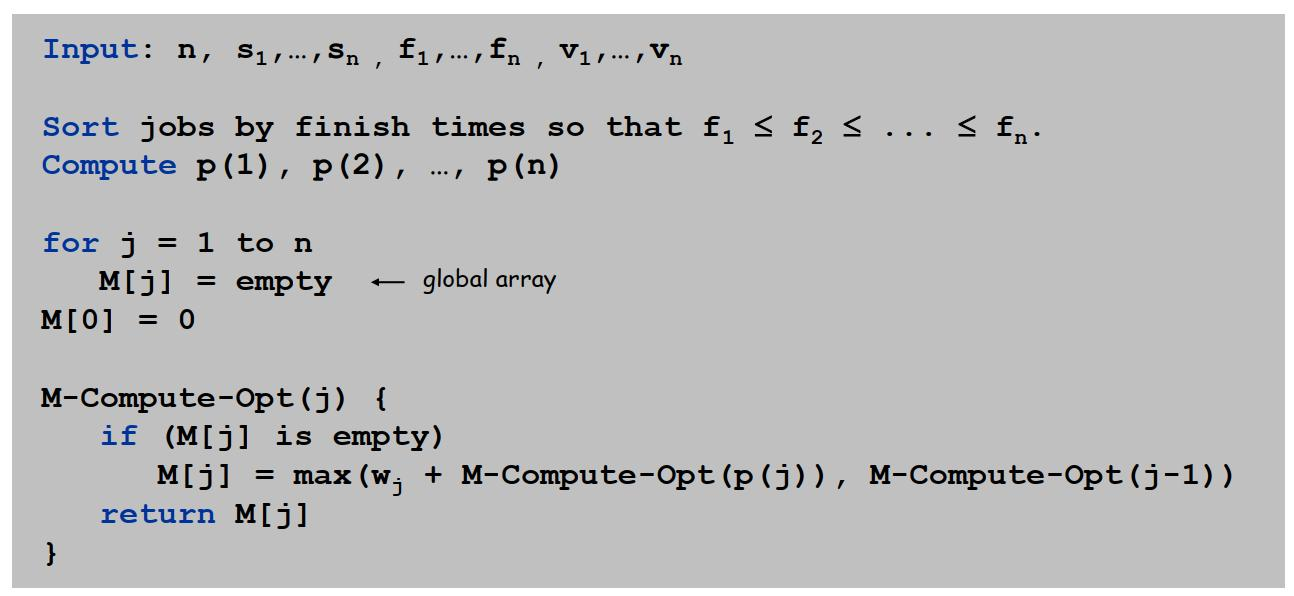 Input: n, s₁,…,sₙ , f₁,…,fₙ , v₁,…,vₙ
Sort jobs by finish times so that f₁ ≤ f₂ ≤ ... ≤ fₙ.
Compute p(1), p(2), …, p(n)
for j = 1 to n
M[j] = empty ← global array
M[0] = 0
M-Compute-Opt(j) {
if (M[j] is empty)
M[j] = max(wⱼ + M-Compute-Opt(p(j)), M-Compute-Opt(j-1))
return M[j]
}